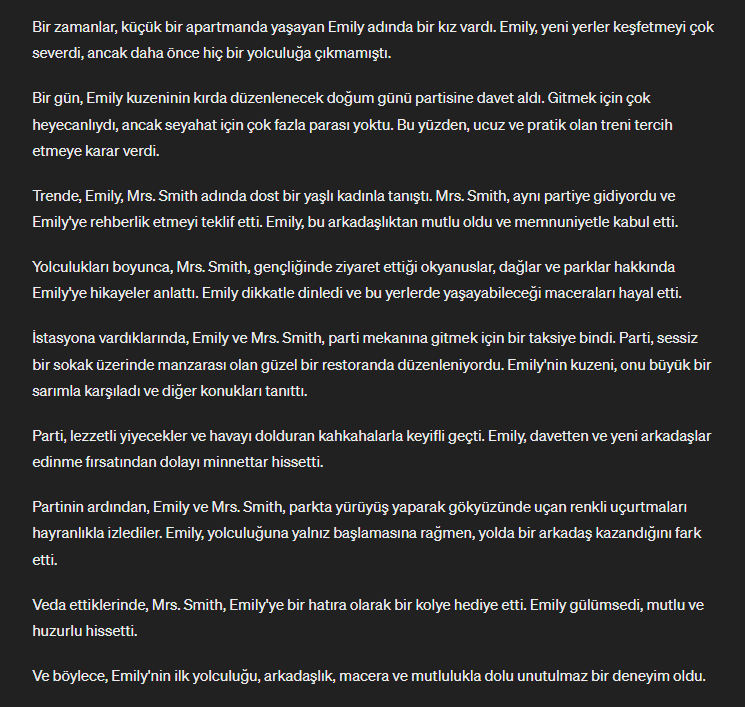 Bir zamanlar, küçük bir apartmanda yaşayan Emily adında bir kız vardı. Emily, yeni yerler keşfetmeyi çok
severdi, ancak daha önce hiç bir yolculuğa çıkmamıştı.
Bir gün, Emily kuzeninin kırda düzenlenecek doğum günü partisine davet aldı. Gitmek için çok
heyecanlıydı, ancak seyahat için çok fazla parası yoktu. Bu yüzden, ucuz ve pratik olan treni tercih
etmeye karar verdi.
Trende, Emily, Mrs. Smith adında dost bir yaşlı kadınla tanıştı. Mrs. Smith, aynı partiye gidiyordu ve
Emily'ye rehberlik etmeyi teklif etti. Emily, bu arkadaşlıktan mutlu oldu ve memnuniyetle kabul etti.
Yolculukları boyunca, Mrs. Smith, gençliğinde ziyaret ettiği okyanuslar, dağlar ve parklar hakkında
Emily'ye hikayeler anlattı. Emily dikkatle dinledi ve bu yerlerde yaşayabileceği maceraları hayal etti.
İstasyona vardıklarında, Emily ve Mrs. Smith, parti mekanına gitmek için bir taksiye bindi. Parti, sessiz
bir sokak üzerinde manzarası olan güzel bir restoranda düzenleniyordu. Emily'nin kuzeni, onu büyük bir
sarımla karşıladı ve diğer konukları tanıttı.
Parti, lezzetli yiyecekler ve havayı dolduran kahkahalarla keyifli geçti. Emily, davetten ve yeni arkadaşlar
edinme fırsatından dolayı minnettar hissetti.
Partinin ardından, Emily ve Mrs. Smith, parkta yürüyüş yaparak gökyüzünde uçan renkli uçurtmaları
hayranlıkla izlediler. Emily, yolculuğuna yalnız başlamasına rağmen, yolda bir arkadaş kazandığını fark
etti.
Veda ettiklerinde, Mrs. Smith, Emily'ye bir hatıra olarak bir kolye hediye etti. Emily gülümsedi, mutlu ve
huzurlu hissetti.
Ve böylece, Emily'nin ilk yolculuğu, arkadaşlık, macera ve mutlulukla dolu unutulmaz bir deneyim oldu.